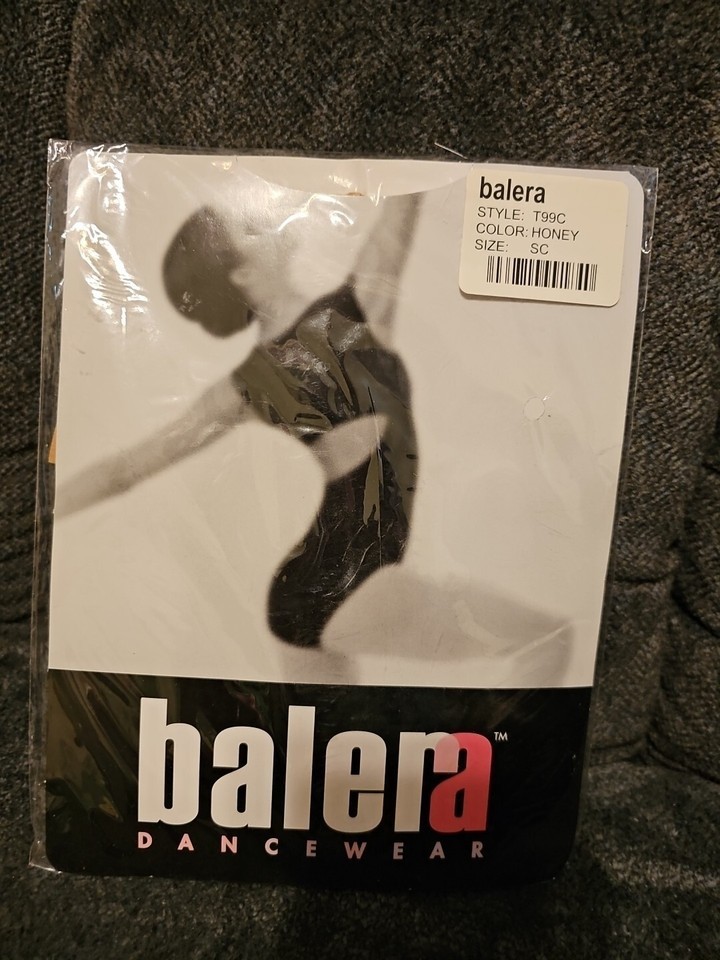 balera
STYLE: T99C
COLOR: HONEY
SIZE: SC
balera™
DANCEWEAR